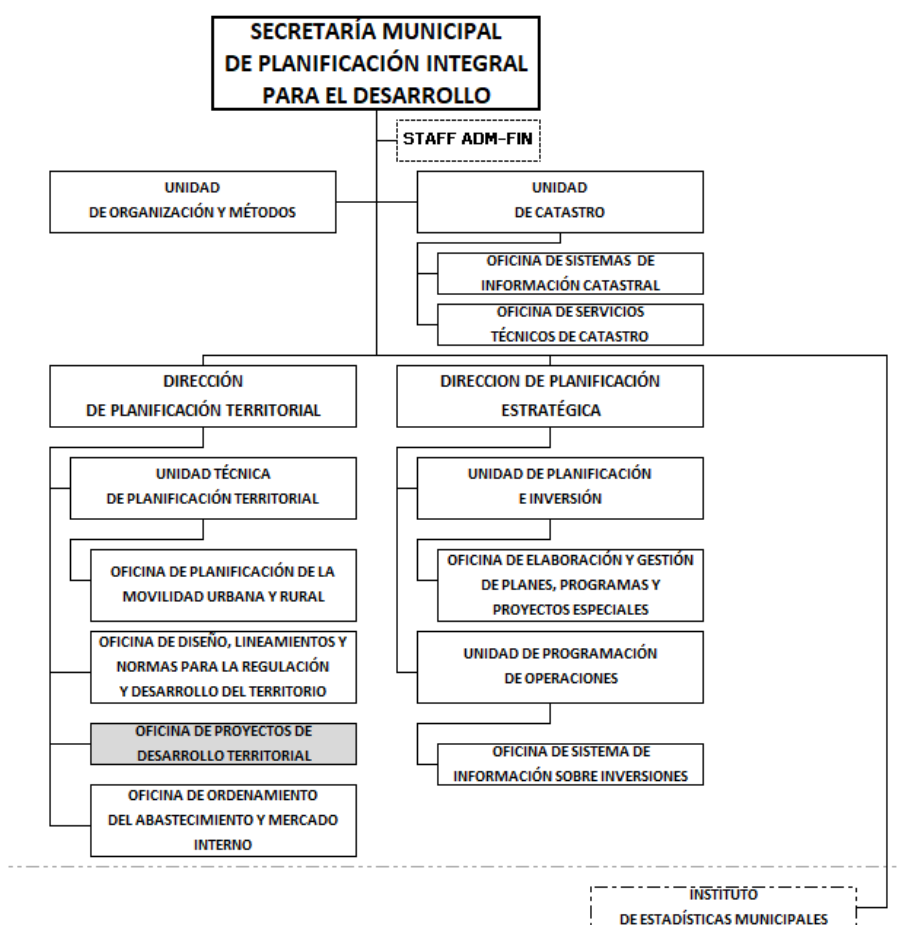 SECRETARÍA MUNICIPAL
DE PLANIFICACIÓN INTEGRAL
PARA EL DESARROLLO
STAFF ADM-FIN
UNIDAD
DE ORGANIZACIÓN Y MÉTODOS
UNIDAD
DE CATASTRO
OFICINA DE SISTEMAS DE
INFORMACIÓN CATASTRAL
OFICINA DE SERVICIOS
TÉCNICOS DE CATASTRO
DIRECCIÓN
DE PLANIFICACIÓN TERRITORIAL
UNIDAD TÉCNICA
DE PLANIFICACIÓN TERRITORIAL
OFICINA DE PLANIFICACIÓN DE LA
MOVILIDAD URBANA Y RURAL
OFICINA DE DISEÑO, LINEAMIENTOS Y
NORMAS PARA LA REGULACIÓN
Y DESARROLLO DEL TERRITORIO
OFICINA DE PROYECTOS DE
DESARROLLO TERRITORIAL
OFICINA DE ORDENAMIENTO
DEL ABASTECIMIENTO Y MERCADO
INTERNO
DIRECCION DE PLANIFICACIÓN
ESTRATÉGICA
UNIDAD DE PLANIFICACIÓN
E INVERSIÓN
OFICINA DE ELABORACIÓN Y GESTIÓN
DE PLANES, PROGRAMAS Y
PROYECTOS ESPECIALES
UNIDAD DE PROGRAMACIÓN
DE OPERACIONES
OFICINA DE SISTEMA DE
INFORMACIÓN SOBRE INVERSIONES
INSTITUTO
DE ESTADÍSTICAS MUNICIPALES